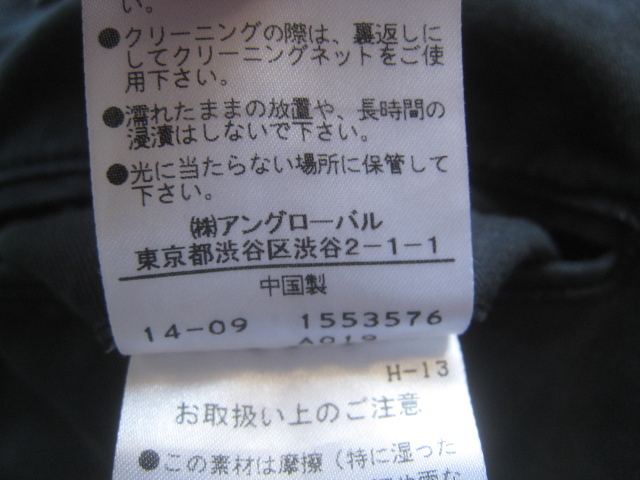 い。
●クリーニングの際は、裏返しに
してクリーニングネットをご使
用下さい。
●濡れたままの放置や、長時間の
浸漬はしないで下さい。
●光に当たらない場所に保管して
下さい。
㈱アングローバル
東京都渋谷区渋谷2-1-1
中国製
14-09 1553576
A019
H-13
お取扱い上のご注意
●この素材は摩擦（特に湿った